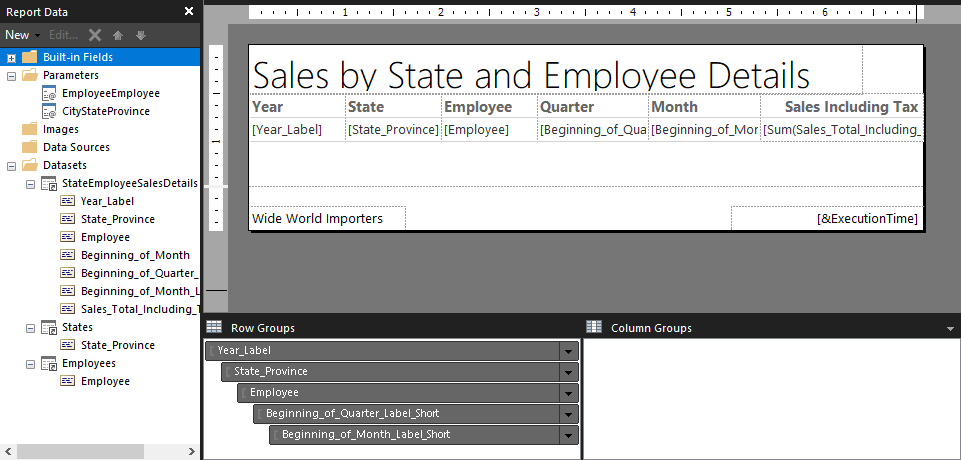 Report Data
New Edit...
Built-in Fields
Parameters
EmployeeEmployee
CityStateProvince
Images
Data Sources
Datasets
StateEmployeeSalesDetails
Year_Label
State_Province
Employee
Beginning_of_Month
Beginning_of_Quarter_
Beginning_of_Month_L
Sales_Total_Including_T
States
State_Province
Employees
Employee
1 2 3 4 5 6
1
Sales by State and Employee Details
Year State Employee Quarter Month Sales Including Tax
[Year_Label] [State_Province] [Employee] [Beginning_of_Qua [Beginning_of_Mor [Sum(Sales_Total_Including_
Wide World Importers [&ExecutionTime]
Row Groups
Year_Label
State_Province
Employee
Beginning_of_Quarter_Label_Short
Beginning_of_Month_Label_Short
Column Groups